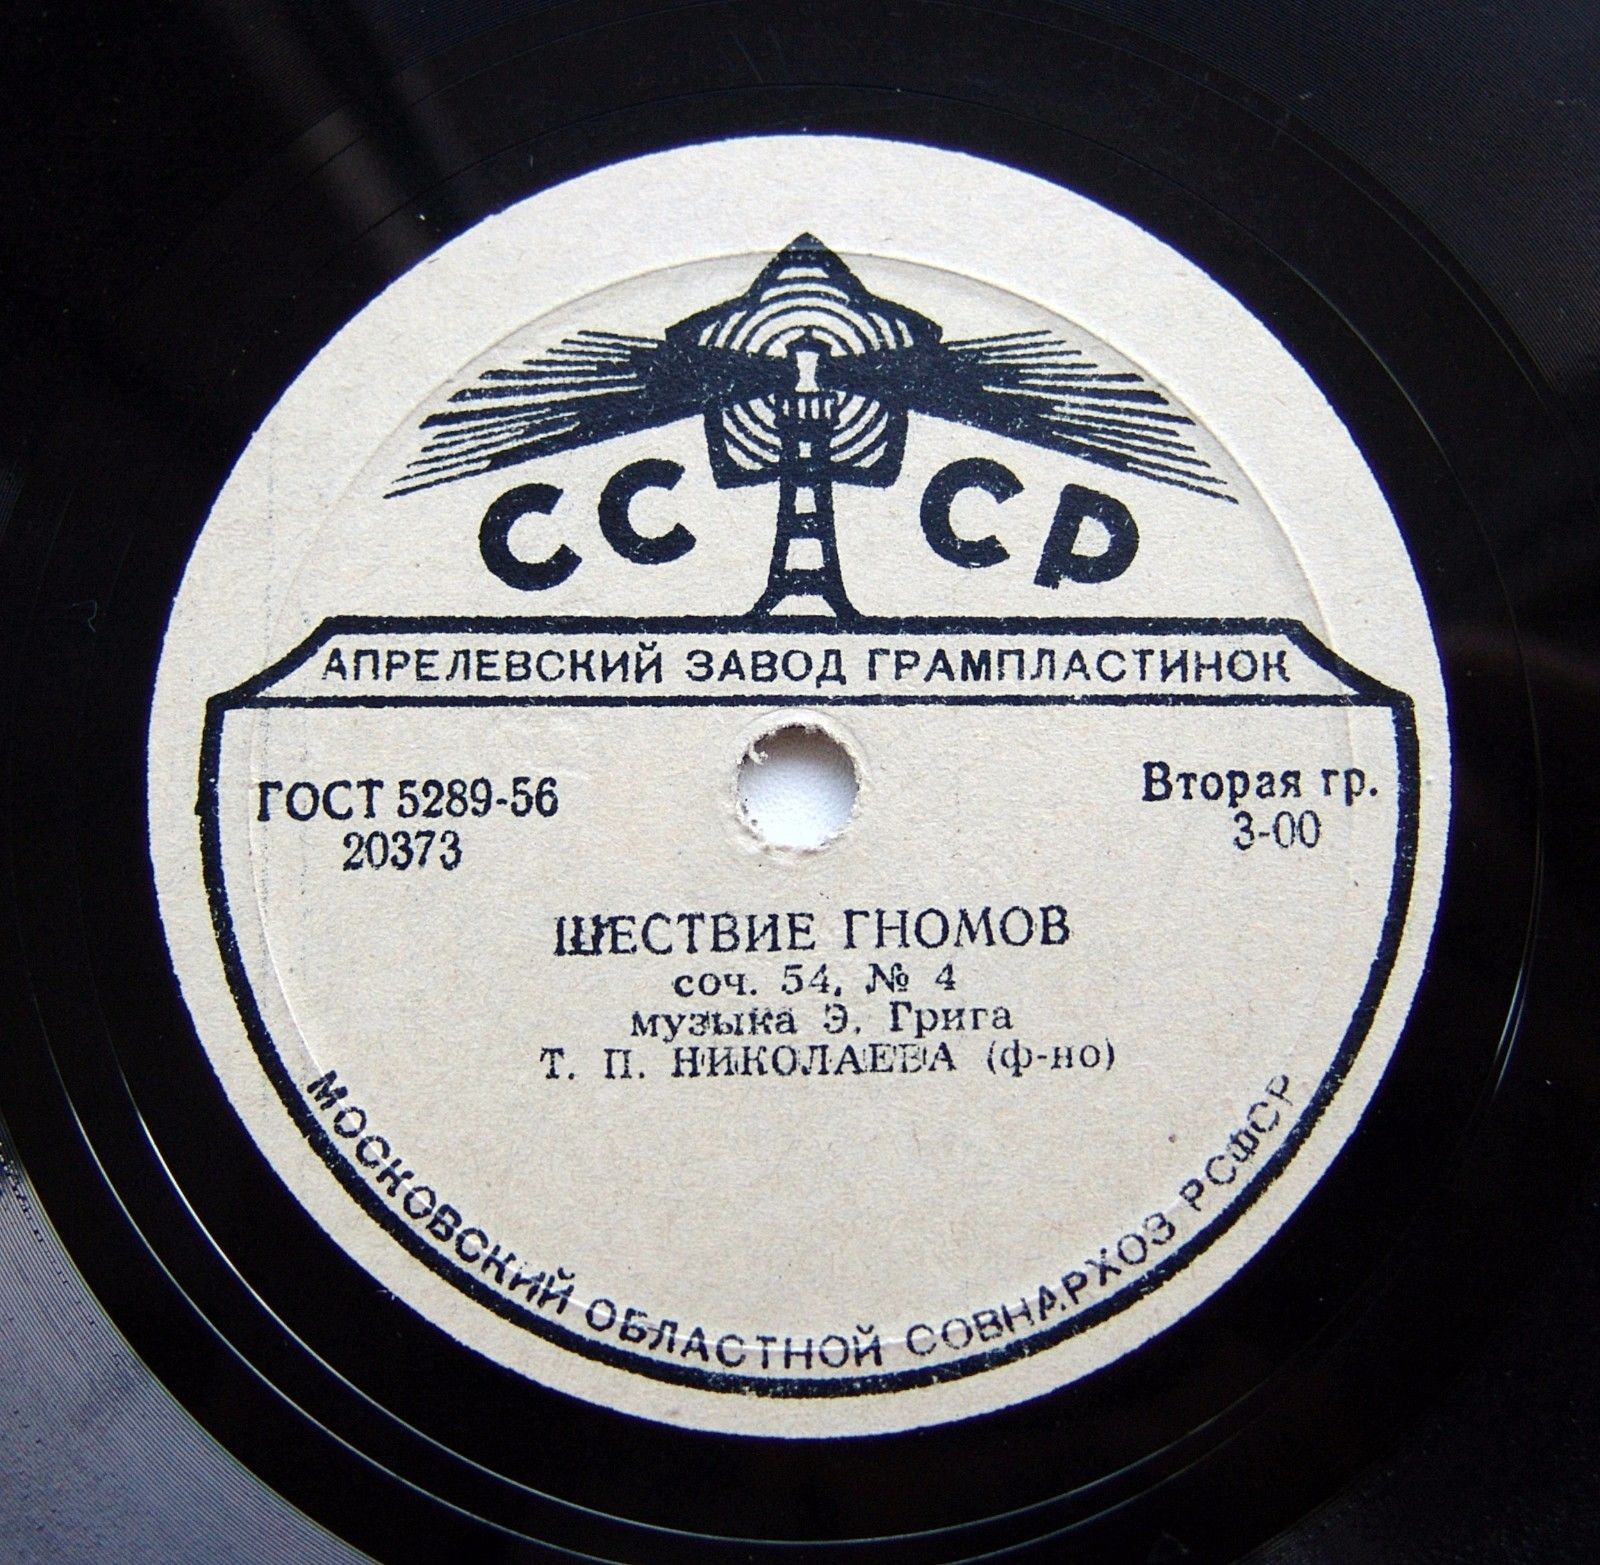 СССР
АПРЕЛЕВСКИЙ ЗАВОД ГРАМПЛАСТИНОК
ГОСТ 5289-56
20373
Вторая гр.
3-00
ШЕСТВИЕ ГНОМОВ
соч. 54, № 4
музыка Э. Грига
Т. П. НИКОЛАЕВА (ф-но)
МОСКОВСКИЙ ОБЛАСТНОЙ СОВНАРХОЗ РСФСР